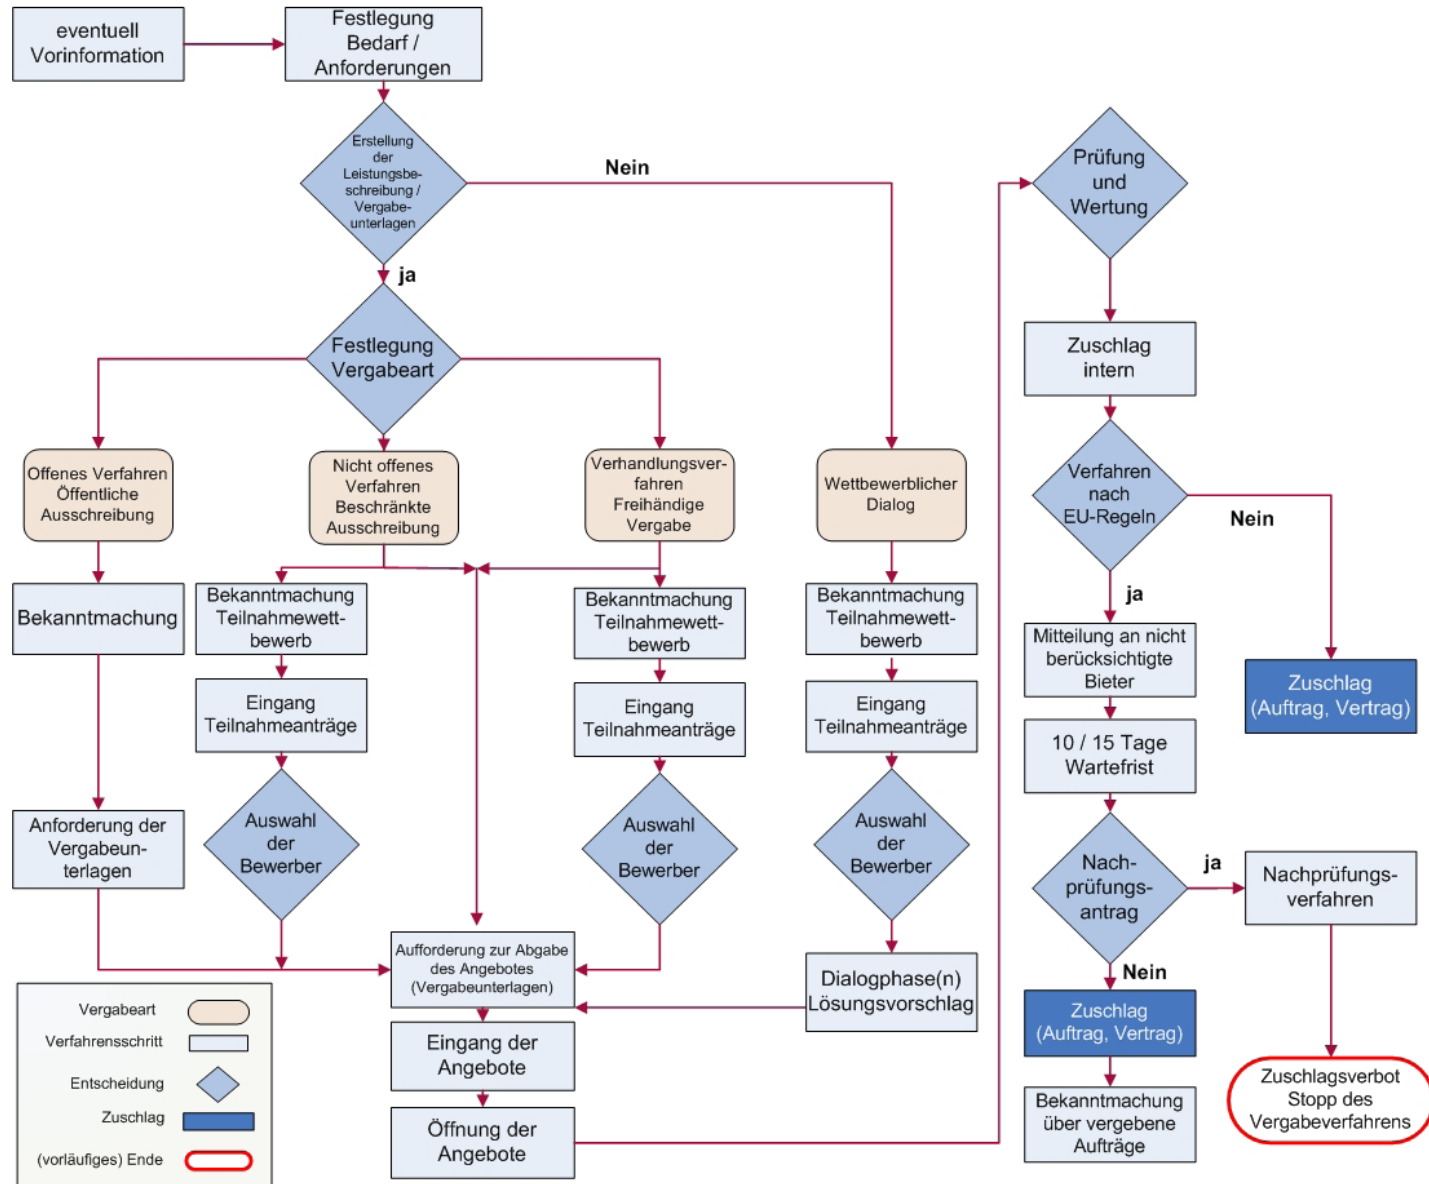 eventuell
Vorinformation
Festlegung
Bedarf /
Anforderungen
Erstellung
der
Leistungsbe-
schreibung /
Vergabe-
unterlagen
Nein
ja
Festlegung
Vergabeart
Offenes Verfahren
Öffentliche
Ausschreibung
Nicht offenes
Verfahren
Beschränkte
Ausschreibung
Verhandlungsver-
fahren
Freihändige
Vergabe
Wettbewerblicher
Dialog
Bekanntmachung
Bekanntmachung
Teilnahmewett-
bewerb
Bekanntmachung
Teilnahmewett-
bewerb
Bekanntmachung
Teilnahmewett-
bewerb
Eingang
Teilnahmeanträge
Eingang
Teilnahmeanträge
Eingang
Teilnahmeanträge
Anforderung der
Vergabeun-
terlagen
Auswahl
der
Bewerber
Auswahl
der
Bewerber
Auswahl
der
Bewerber
Aufforderung zur Abgabe
des Angebotes
(Vergabeunterlagen)
Dialogphase(n)
Lösungsvorschlag
Eingang der
Angebote
Öffnung der
Angebote
Prüfung
und
Wertung
Zuschlag
intern
Verfahren
nach
EU-Regeln
Nein
ja
Mitteilung an nicht
berücksichtigte
Bieter
Zuschlag
(Auftrag, Vertrag)
10 / 15 Tage
Wartefrist
Nach-
prüfungs-
antrag
ja
Nachprüfungs-
verfahren
Nein
Zuschlag
(Auftrag, Vertrag)
Bekanntmachung
über vergebene
Aufträge
Zuschlagsverbot
Stopp des
Vergabeverfahrens
Vergabeart
Verfahrensschritt
Entscheidung
Zuschlag
(vorläufiges) Ende